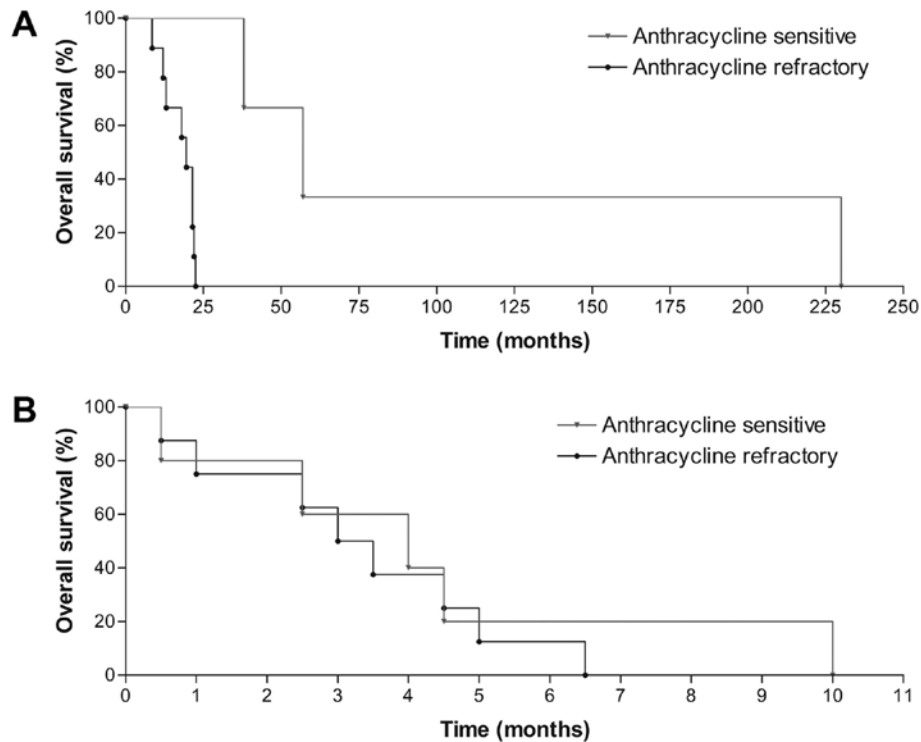 A
Overall survival (%)
100
80
60
40
20
0
Anthracycline sensitive
Anthracycline refractory
0 25 50 75 100 125 150 175 200 225 250
Time (months)
B
Overall survival (%)
100
80
60
40
20
0
Anthracycline sensitive
Anthracycline refractory
0 1 2 3 4 5 6 7 8 9 10 11
Time (months)